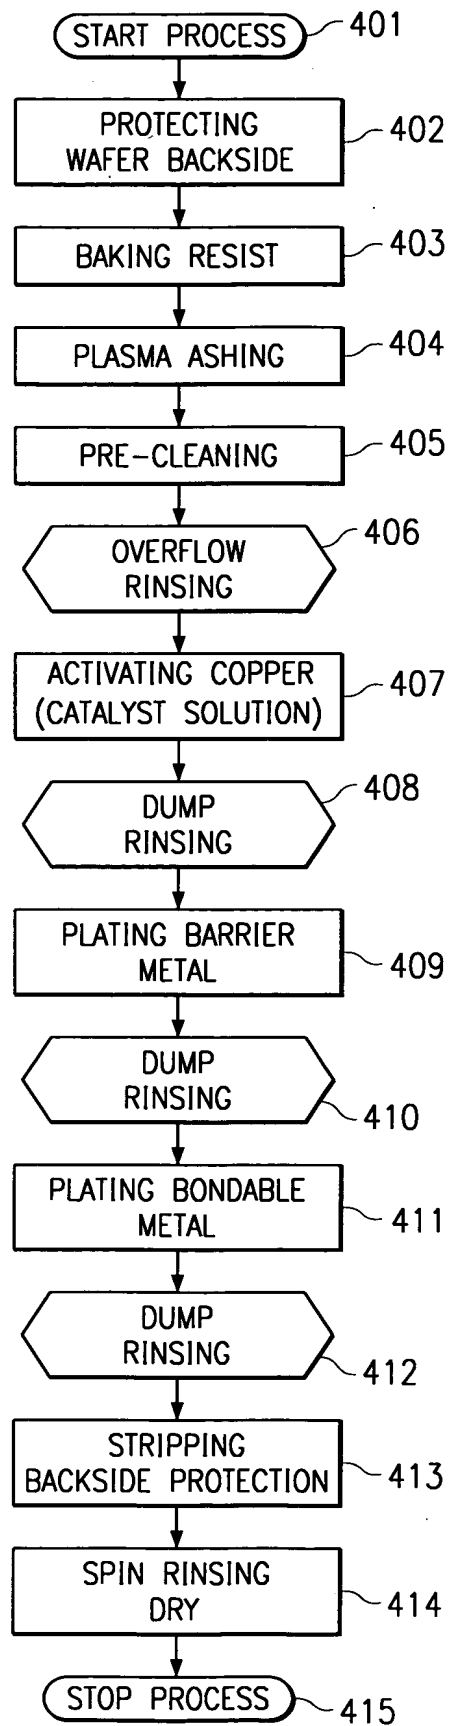 START PROCESS 401
PROTECTING
WAFER BACKSIDE 402
BAKING RESIST 403
PLASMA ASHING 404
PRE-CLEANING 405
OVERFLOW
RINSING 406
ACTIVATING COPPER
(CATALYST SOLUTION) 407
DUMP
RINSING 408
PLATING BARRIER
METAL 409
DUMP
RINSING 410
PLATING BONDABLE
METAL 411
DUMP
RINSING 412
STRIPPING
BACKSIDE PROTECTION 413
SPIN RINSING
DRY 414
STOP PROCESS 415